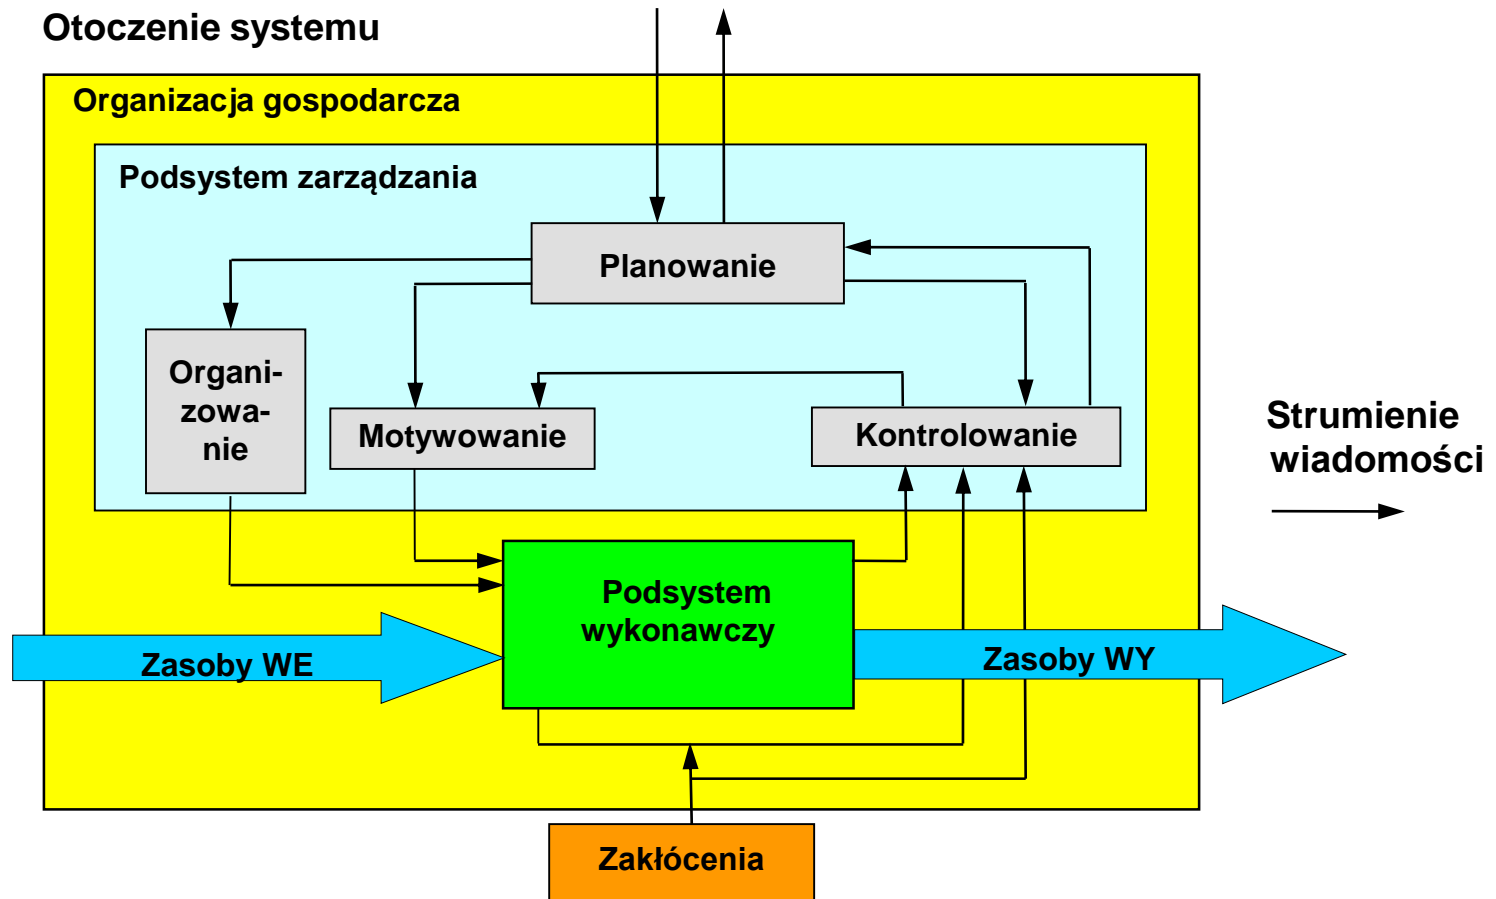 Otoczenie systemu
Organizacja gospodarcza
Podsystem zarządzania
Planowanie
Organi-
zowa-
nie
Motywowanie
Kontrolowanie
Strumienie
wiadomości
Podsystem
wykonawczy
Zasoby WE
Zasoby WY
Zakłócenia